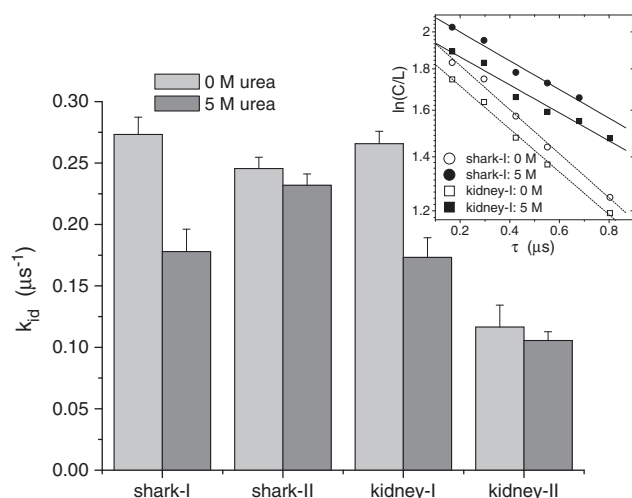 0 M urea
5 M urea
k_id (µs⁻¹)
0.30
0.25
0.20
0.15
0.10
0.05
0.00
shark-I shark-II kidney-I kidney-II
ln(C/L)
2
1.8
1.6
1.4
1.2
shark-I: 0 M
shark-I: 5 M
kidney-I: 0 M
kidney-I: 5 M
0.2 0.4 0.6 0.8
τ (µs)